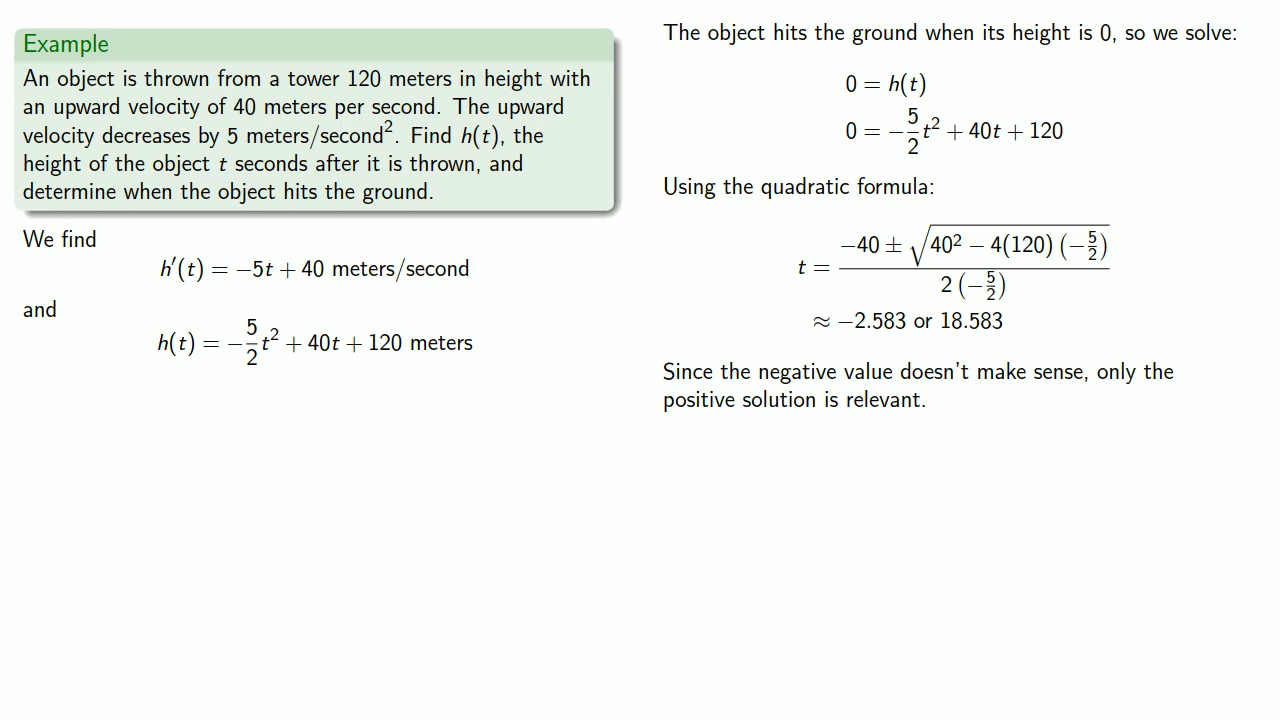 Example
An object is thrown from a tower 120 meters in height with
an upward velocity of 40 meters per second. The upward
velocity decreases by 5 meters/second². Find h(t), the
height of the object t seconds after it is thrown, and
determine when the object hits the ground.
We find
h′(t) = −5t + 40 meters/second
and
h(t) = −5/2 t² + 40t + 120 meters
The object hits the ground when its height is 0, so we solve:
0 = h(t)
0 = −5/2 t² + 40t + 120
Using the quadratic formula:
t = (−40 ± √(40² − 4(120)(−5/2))) / (2(−5/2))
≈ −2.583 or 18.583
Since the negative value doesn't make sense, only the
positive solution is relevant.